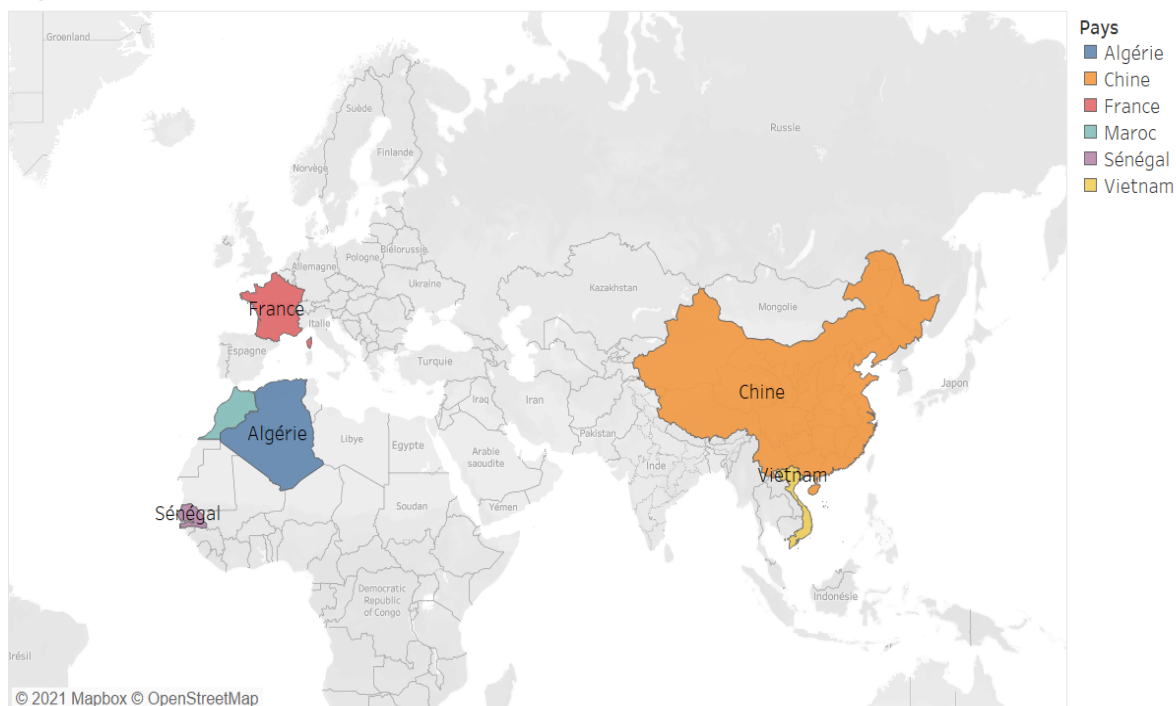 Pays
Algérie
Chine
France
Maroc
Sénégal
Vietnam
Groenland
Suède
Finlande
Norvège
Russie
Biélorussie
Pologne
Allemagne
Ukraine
Kazakhstan
Mongolie
France
Italie
Espagne
Turquie
Japon
Chine
Iraq
Iran
Algérie
Libye
Egypte
Pakistan
Arabie
saoudite
Inde
Vietnam
Sénégal
Soudan
Yémen
Democratic
Republic
of Congo
Indonésie
Brésil
© 2021 Mapbox © OpenStreetMap